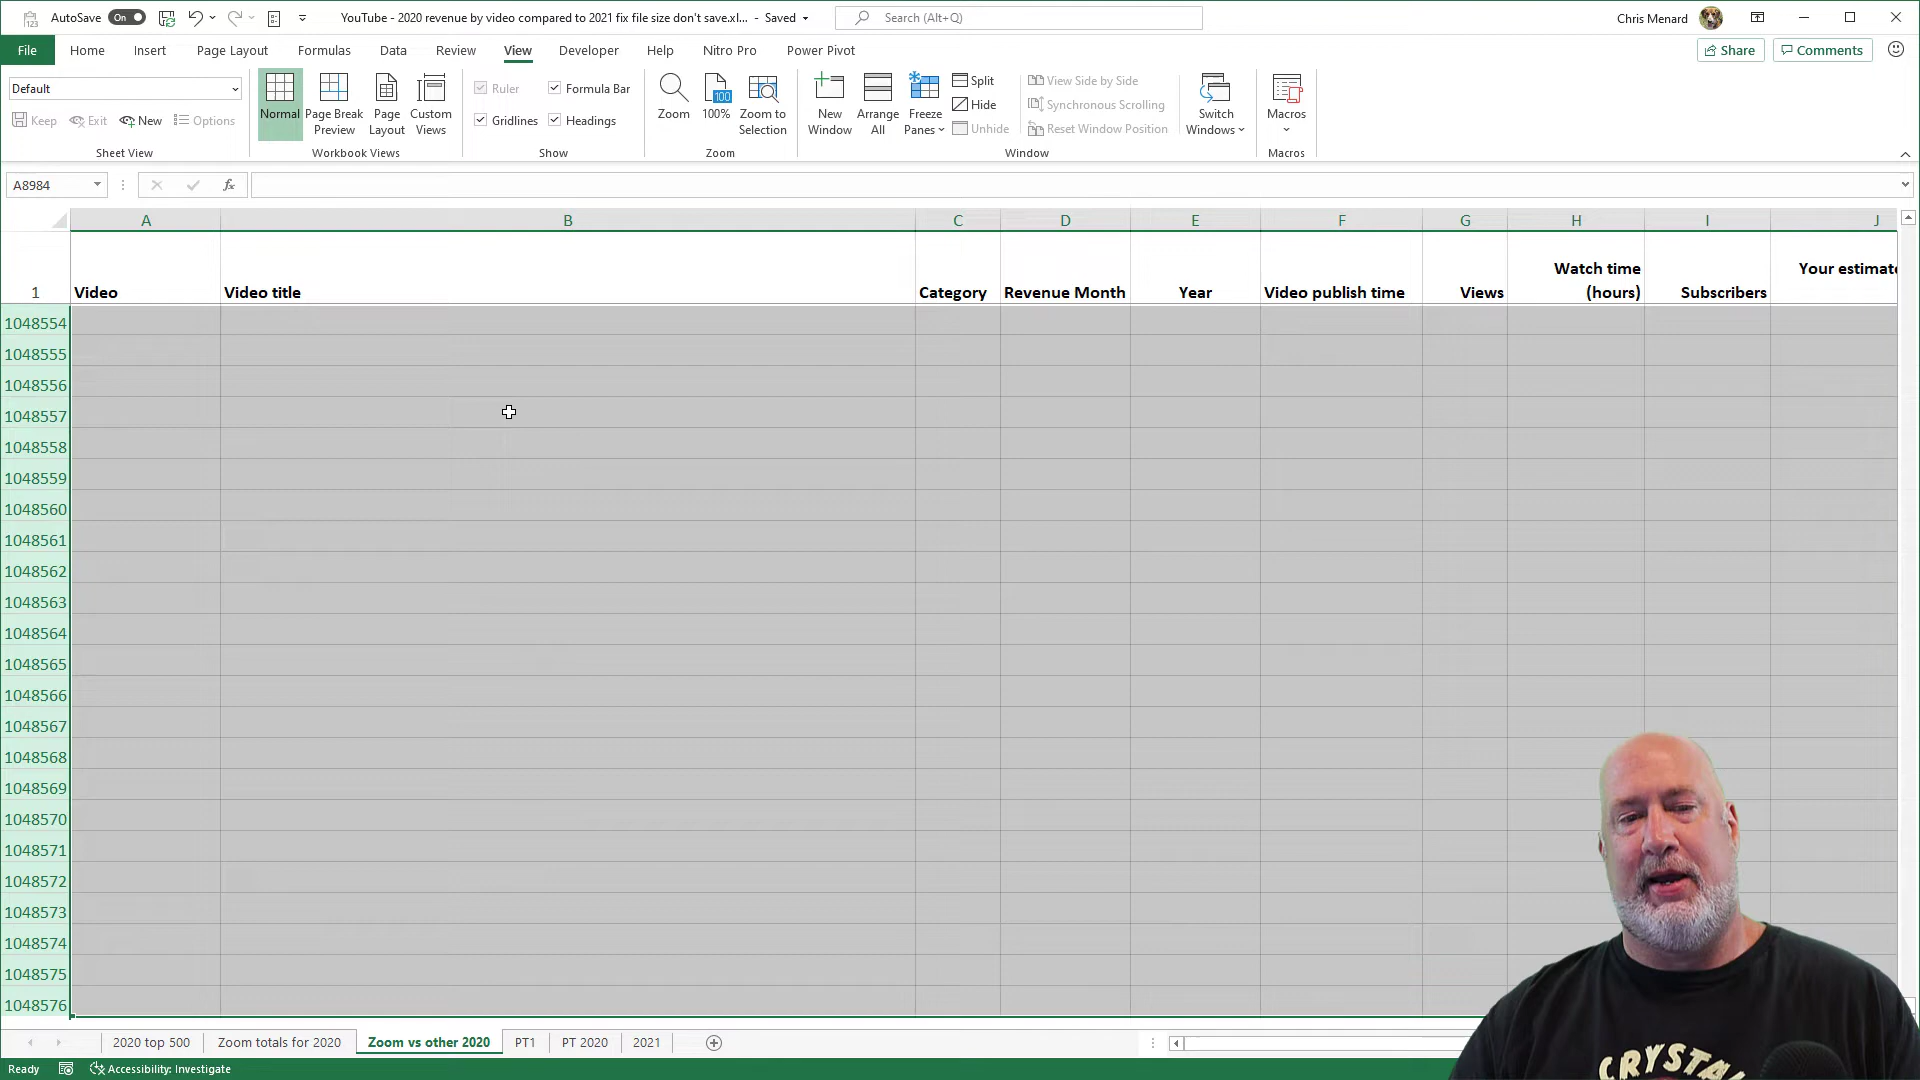 AutoSave On YouTube - 2020 revenue by video compared to 2021 fix file size don't save.xl... - Saved Search (Alt+Q) Chris Menard
File Home Insert Page Layout Formulas Data Review View Developer Help Nitro Pro Power Pivot Share Comments
Default
Keep Exit New Options
Sheet View
Normal Page Break Preview Page Layout Custom Views
Workbook Views
Ruler Formula Bar
Gridlines Headings
Show
Zoom 100% Zoom to Selection
Zoom
New Window Arrange All Freeze Panes
Split
Hide
Unhide
View Side by Side
Synchronous Scrolling
Reset Window Position
Switch Windows
Window
Macros
Macros
A8984 fx
A B C D E F G H I J
1 Video Video title Category Revenue Month Year Video publish time Views Watch time (hours) Subscribers Your estimate
1048554
1048555
1048556
1048557
1048558
1048559
1048560
1048561
1048562
1048563
1048564
1048565
1048566
1048567
1048568
1048569
1048570
1048571
1048572
1048573
1048574
1048575
1048576
CRYSTA
2020 top 500 Zoom totals for 2020 Zoom vs other 2020 PT1 PT 2020 2021
Ready Accessibility: Investigate